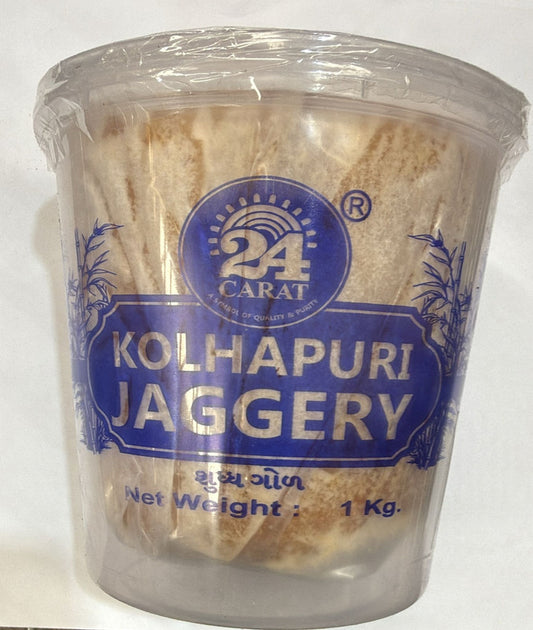 ®
24
CARAT
A SYMBOL OF QUALITY & PURITY
KOLHAPURI
JAGGERY
શુધ્ધ ગોળ
Net Weight : 1 Kg.